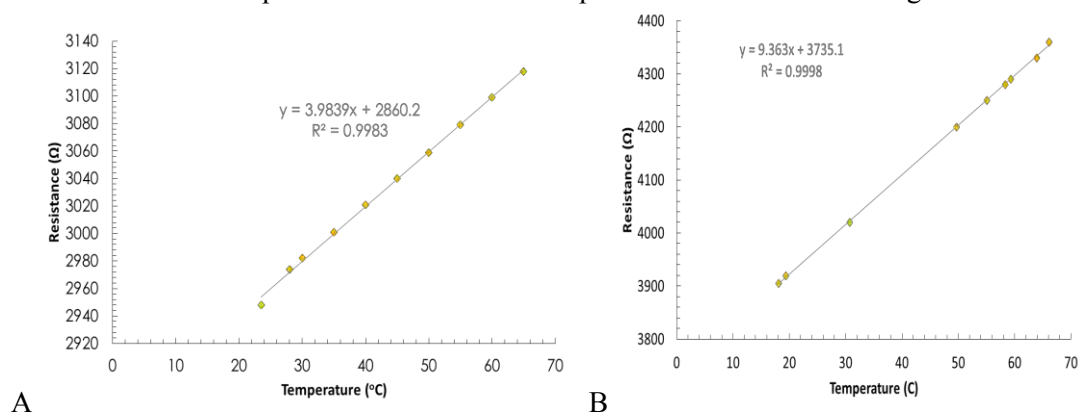 A
3140
3120
3100
3080
3060
3040
3020
3000
2980
2960
2940
2920
Resistance (Ω)
y = 3.9839x + 2860.2
R² = 0.9983
0 10 20 30 40 50 60 70
Temperature (°C)
B
4400
4300
4200
4100
4000
3900
3800
Resistance (Ω)
y = 9.363x + 3735.1
R² = 0.9998
0 10 20 30 40 50 60 70
Temperature (C)